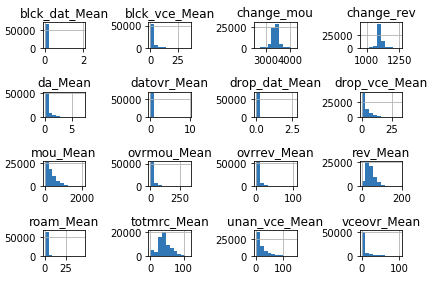 blck_dat_Mean blck_vce_Mean change_mou change_rev
50000 50000 25000 25000
0 0 0 0
0 2 0 25 3000 4000 1000 1250
da_Mean datovr_Mean drop_dat_Mean drop_vce_Mean
50000 50000 50000 25000
0 0 0 0
0 5 0 10 0.0 2.5 0 25
mou_Mean ovrmou_Mean ovrrev_Mean rev_Mean
25000 50000 50000 25000
0 0 0 0
0 2000 0 250 0 100 0 200
roam_Mean totmrc_Mean unan_vce_Mean vceovr_Mean
50000 20000 25000 50000
0 0 0 0
0 25 0 100 0 100 0 100